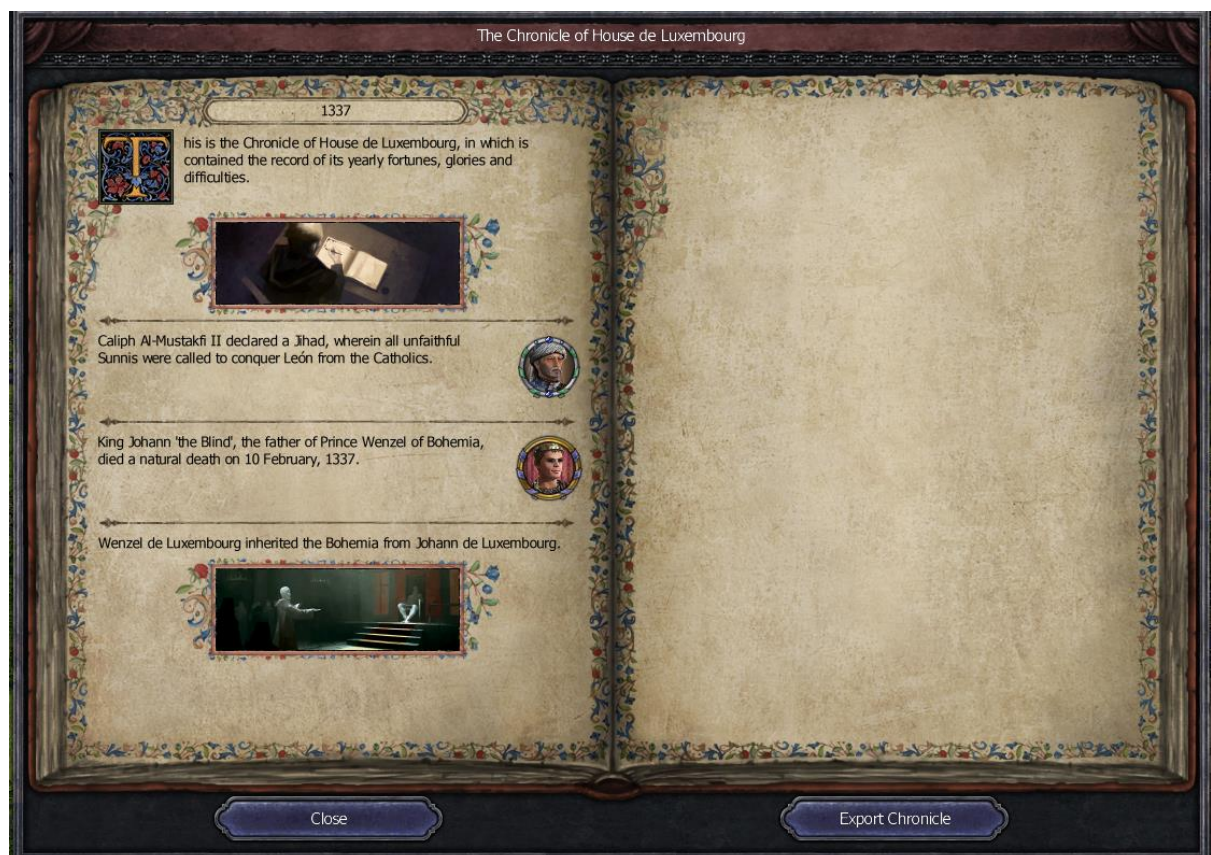 The Chronicle of House de Luxembourg
1337
This is the Chronicle of House de Luxembourg, in which is
contained the record of its yearly fortunes, glories and
difficulties.
Caliph Al-Mustakfi II declared a Jihad, wherein all unfaithful
Sunnis were called to conquer León from the Catholics.
King Johann 'the Blind', the father of Prince Wenzel of Bohemia,
died a natural death on 10 February, 1337.
Wenzel de Luxembourg inherited the Bohemia from Johann de Luxembourg.
Close
Export Chronicle